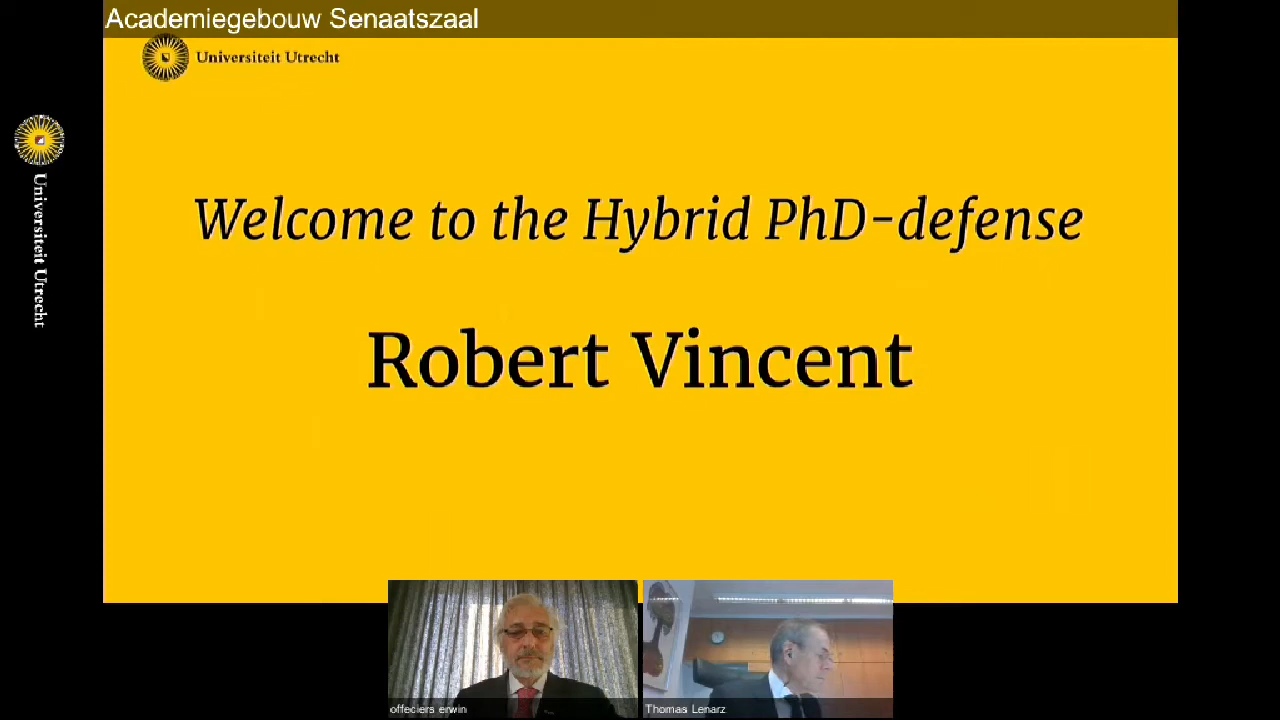 Academiegebouw Senaatszaal
Universiteit Utrecht
Universiteit Utrecht
Welcome to the Hybrid PhD-defense
Robert Vincent
offeciers erwin
Thomas Lenarz